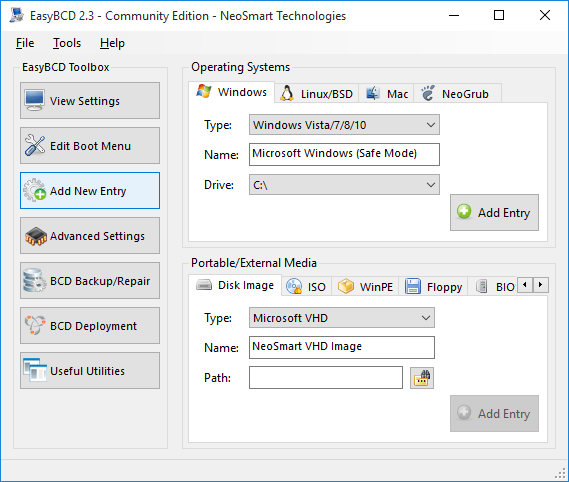 EasyBCD 2.3 - Community Edition - NeoSmart Technologies
File Tools Help
EasyBCD Toolbox
View Settings
Edit Boot Menu
Add New Entry
Advanced Settings
BCD Backup/Repair
BCD Deployment
Useful Utilities
Operating Systems
Windows Linux/BSD Mac NeoGrub
Type: Windows Vista/7/8/10
Name: Microsoft Windows (Safe Mode)
Drive: C:\
Add Entry
Portable/External Media
Disk Image ISO WinPE Floppy BIO
Type: Microsoft VHD
Name: NeoSmart VHD Image
Path:
Add Entry